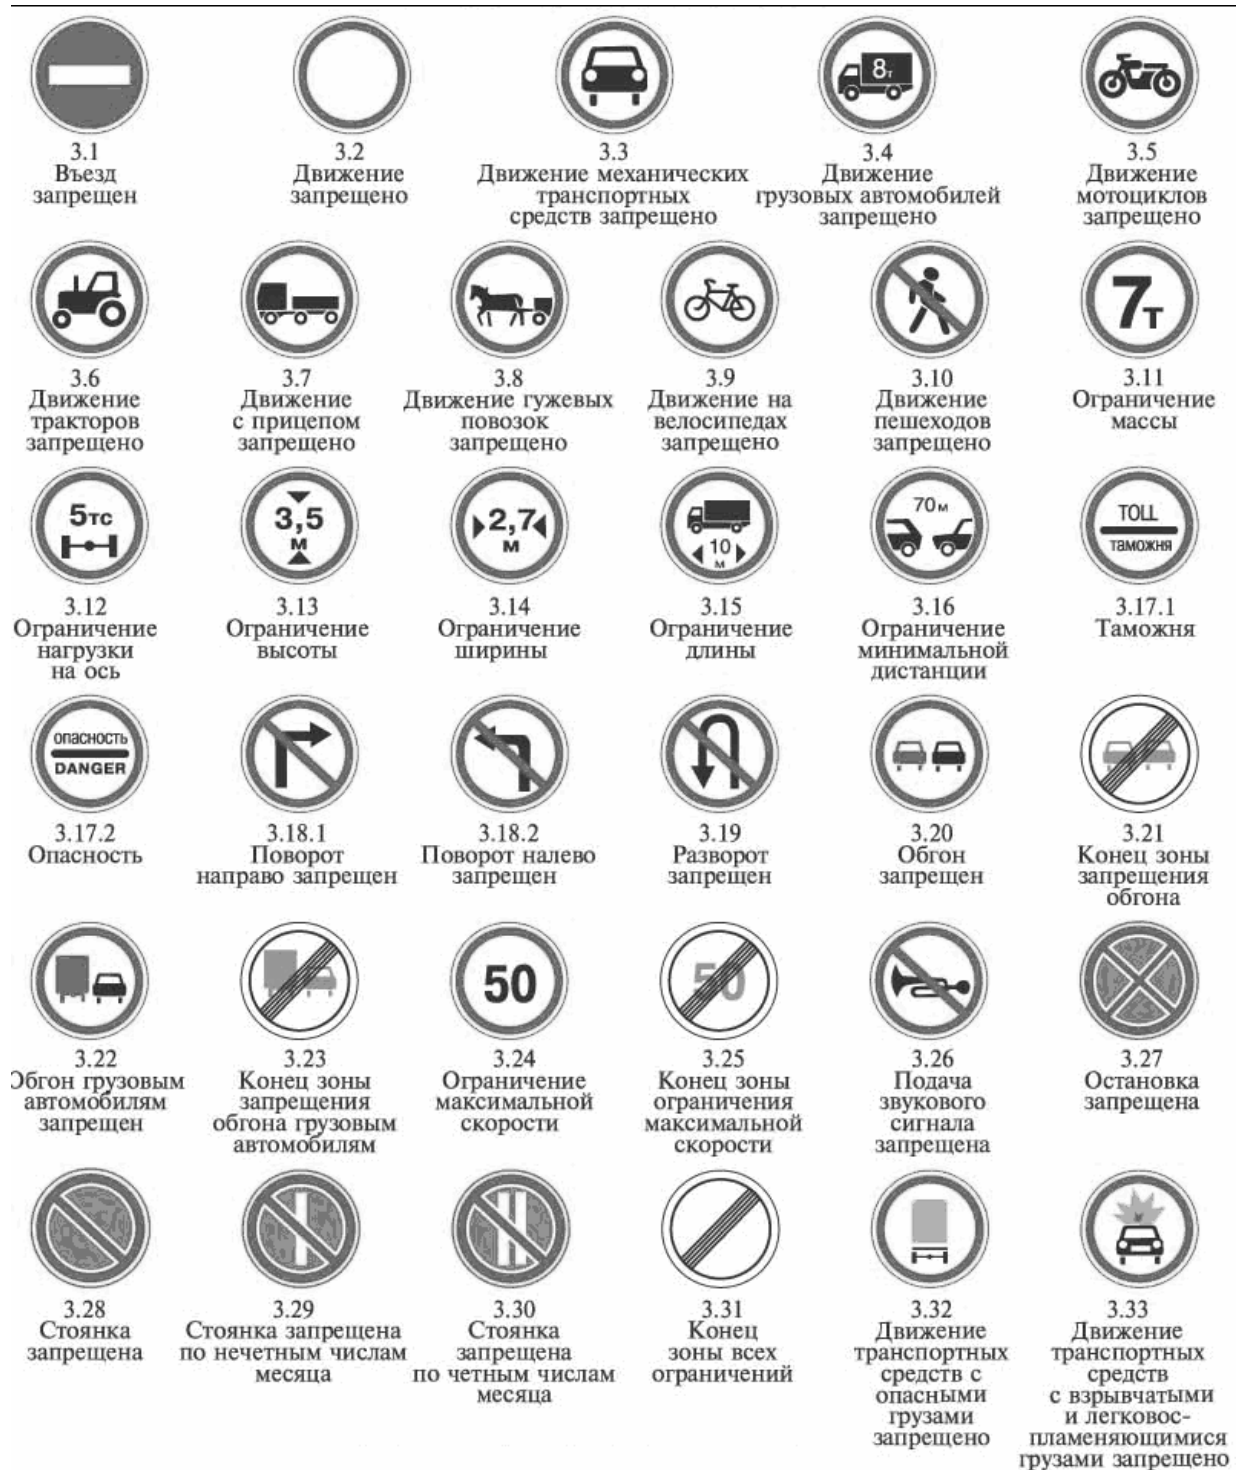 8т
3.1
Въезд
запрещен
3.2
Движение
запрещено
3.3
Движение механических
транспортных
средств запрещено
3.4
Движение
грузовых автомобилей
запрещено
3.5
Движение
мотоциклов
запрещено
7т
3.6
Движение
тракторов
запрещено
3.7
Движение
с прицепом
запрещено
3.8
Движение гужевых
повозок
запрещено
3.9
Движение на
велосипедах
запрещено
3.10
Движение
пешеходов
запрещено
3.11
Ограничение
массы
5тс
3,5
м
2,7
м
10
м
70 м
TOLL
таможня
3.12
Ограничение
нагрузки
на ось
3.13
Ограничение
высоты
3.14
Ограничение
ширины
3.15
Ограничение
длины
3.16
Ограничение
минимальной
дистанции
3.17.1
Таможня
опасность
DANGER
3.17.2
Опасность
3.18.1
Поворот
направо запрещен
3.18.2
Поворот налево
запрещен
3.19
Разворот
запрещен
3.20
Обгон
запрещен
3.21
Конец зоны
запрещения
обгона
50
50
3.22
Обгон грузовым
автомобилям
запрещен
3.23
Конец зоны
запрещения
обгона грузовым
автомобилям
3.24
Ограничение
максимальной
скорости
3.25
Конец зоны
ограничения
максимальной
скорости
3.26
Подача
звукового
сигнала
запрещена
3.27
Остановка
запрещена
3.28
Стоянка
запрещена
3.29
Стоянка запрещена
по нечетным числам
месяца
3.30
Стоянка
запрещена
по четным числам
месяца
3.31
Конец
зоны всех
ограничений
3.32
Движение
транспортных
средств с
опасными
грузами
запрещено
3.33
Движение
транспортных
средств
с взрывчатыми
и легковос-
пламеняющимися
грузами запрещено